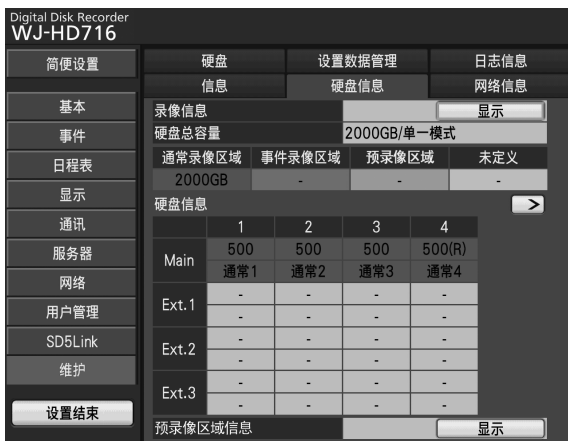 Digital Disk Recorder
WJ-HD716
简便设置
基本
事件
日程表
显示
通讯
服务器
网络
用户管理
SD5Link
维护
设置结束
硬盘 设置数据管理 日志信息
信息 硬盘信息 网络信息
录像信息 显示
硬盘总容量 2000GB/单一模式
通常录像区域 事件录像区域 预录像区域 未定义
2000GB - - -
硬盘信息 >
1 2 3 4
Main 500 500 500 500(R)
通常1 通常2 通常3 通常4
Ext.1 - - - -
- - - -
Ext.2 - - - -
- - - -
Ext.3 - - - -
- - - -
预录像区域信息 显示